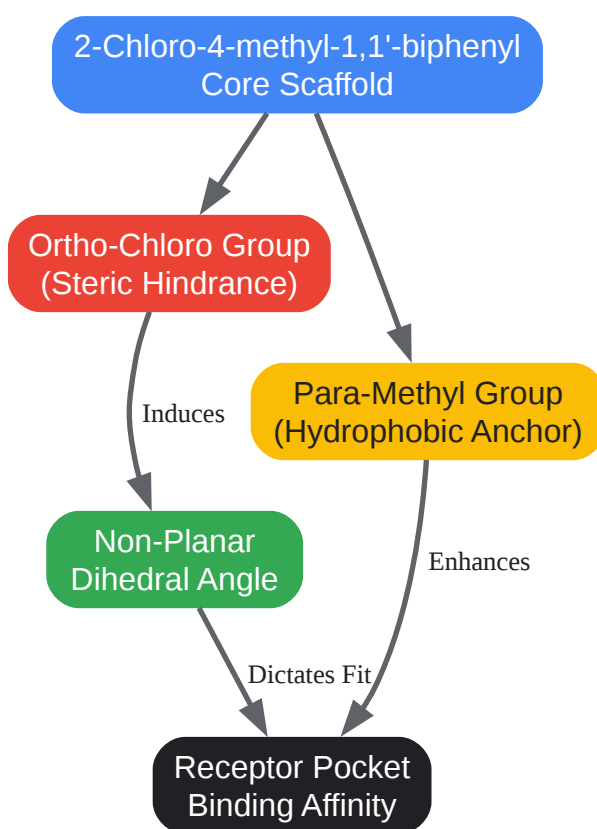 2-Chloro-4-methyl-1,1'-biphenyl
Core Scaffold
Ortho-Chloro Group
(Steric Hindrance)
Para-Methyl Group
(Hydrophobic Anchor)
Induces
Non-Planar
Dihedral Angle
Enhances
Dictates Fit
Receptor Pocket
Binding Affinity